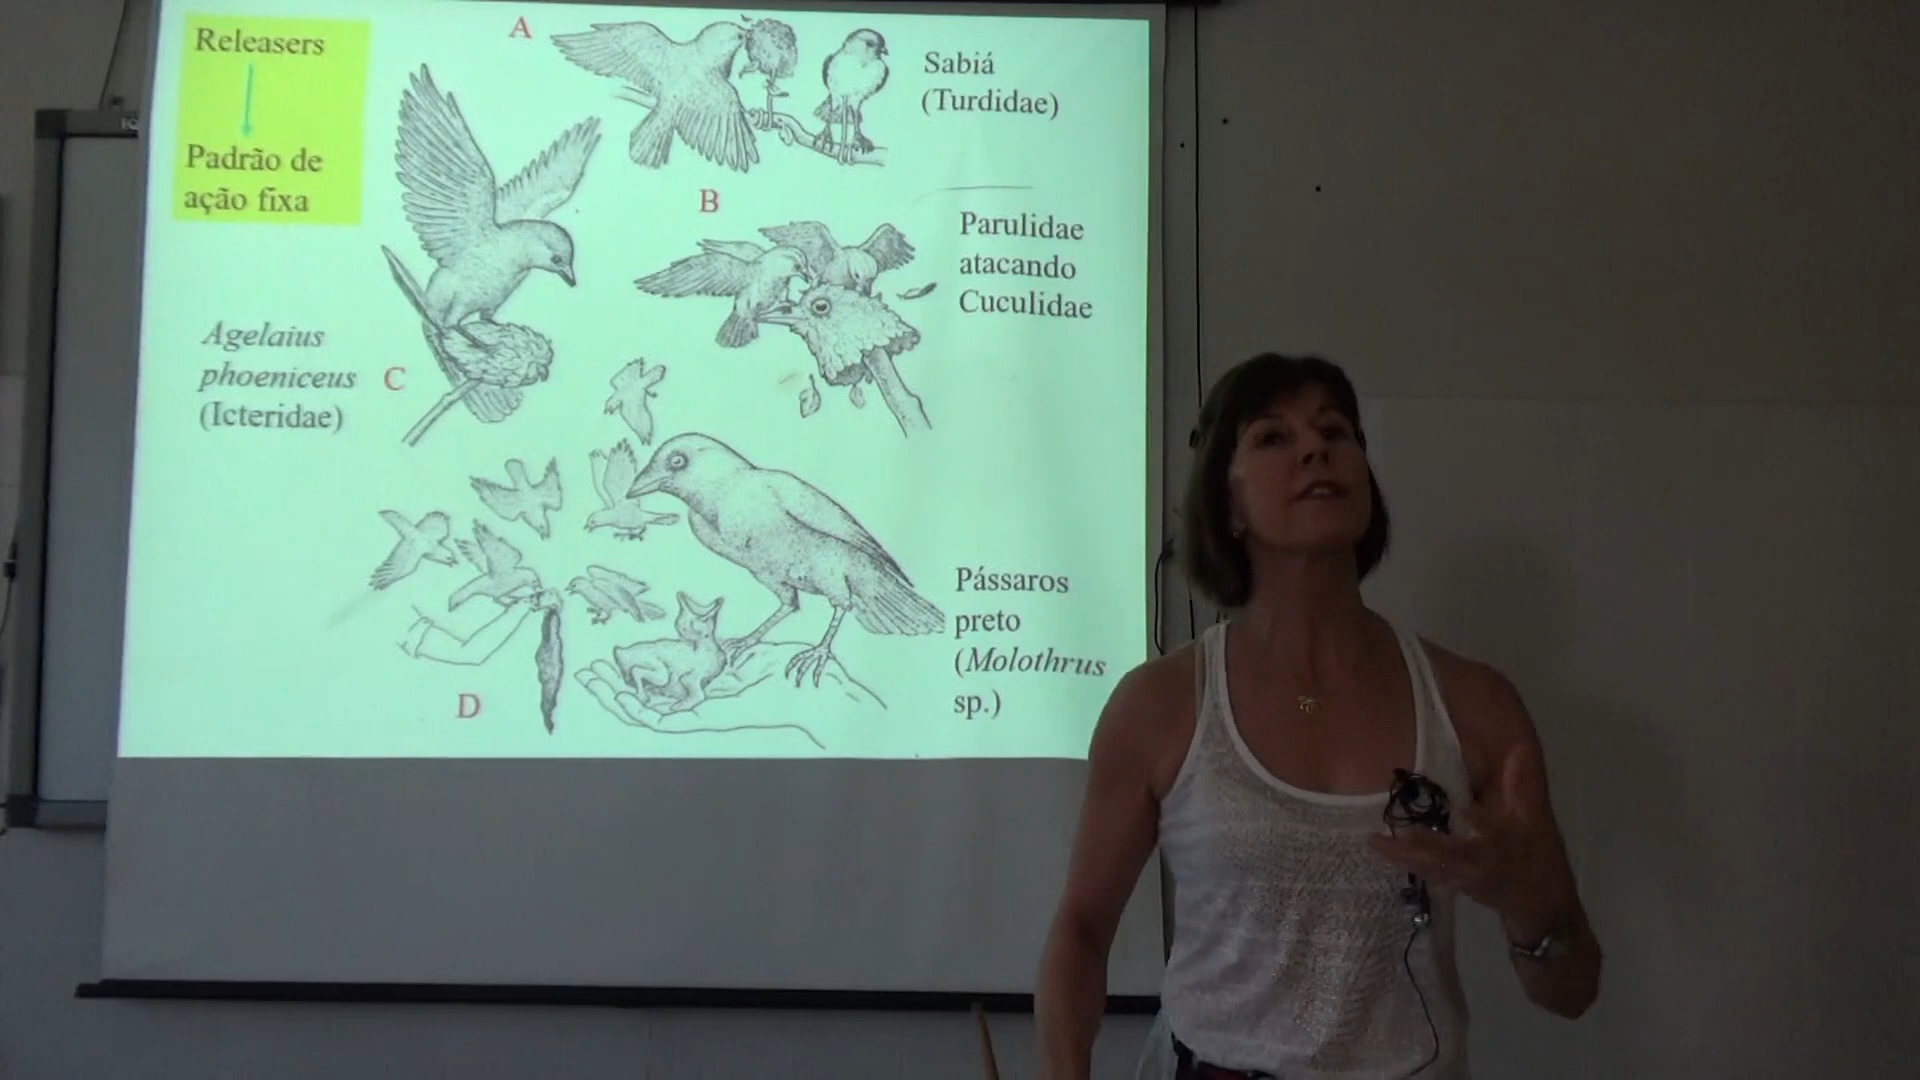 Releasers
Padrão de
ação fixa
A
Sabiá
(Turdidae)
B
Parulidae
atacando
Cuculidae
Agelaius
phoeniceus
(Icteridae)
C
Pássaros
preto
(Molothrus
sp.)
D